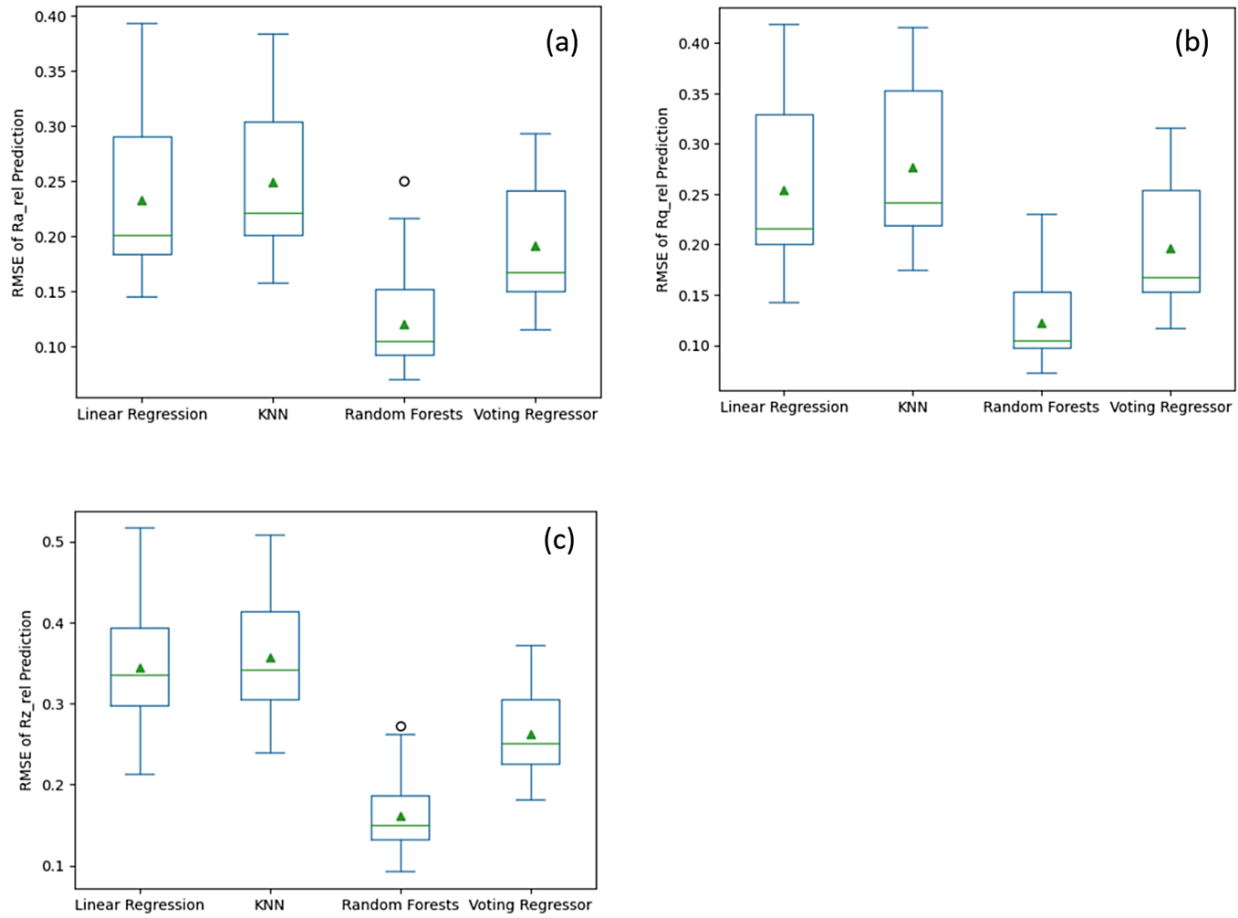 (a)
RMSE of Ra_rel Prediction
0.40
0.35
0.30
0.25
0.20
0.15
0.10
Linear Regression KNN Random Forests Voting Regressor
(b)
RMSE of Rq_rel Prediction
0.40
0.35
0.30
0.25
0.20
0.15
0.10
Linear Regression KNN Random Forests Voting Regressor
(c)
RMSE of Rz_rel Prediction
0.5
0.4
0.3
0.2
0.1
Linear Regression KNN Random Forests Voting Regressor